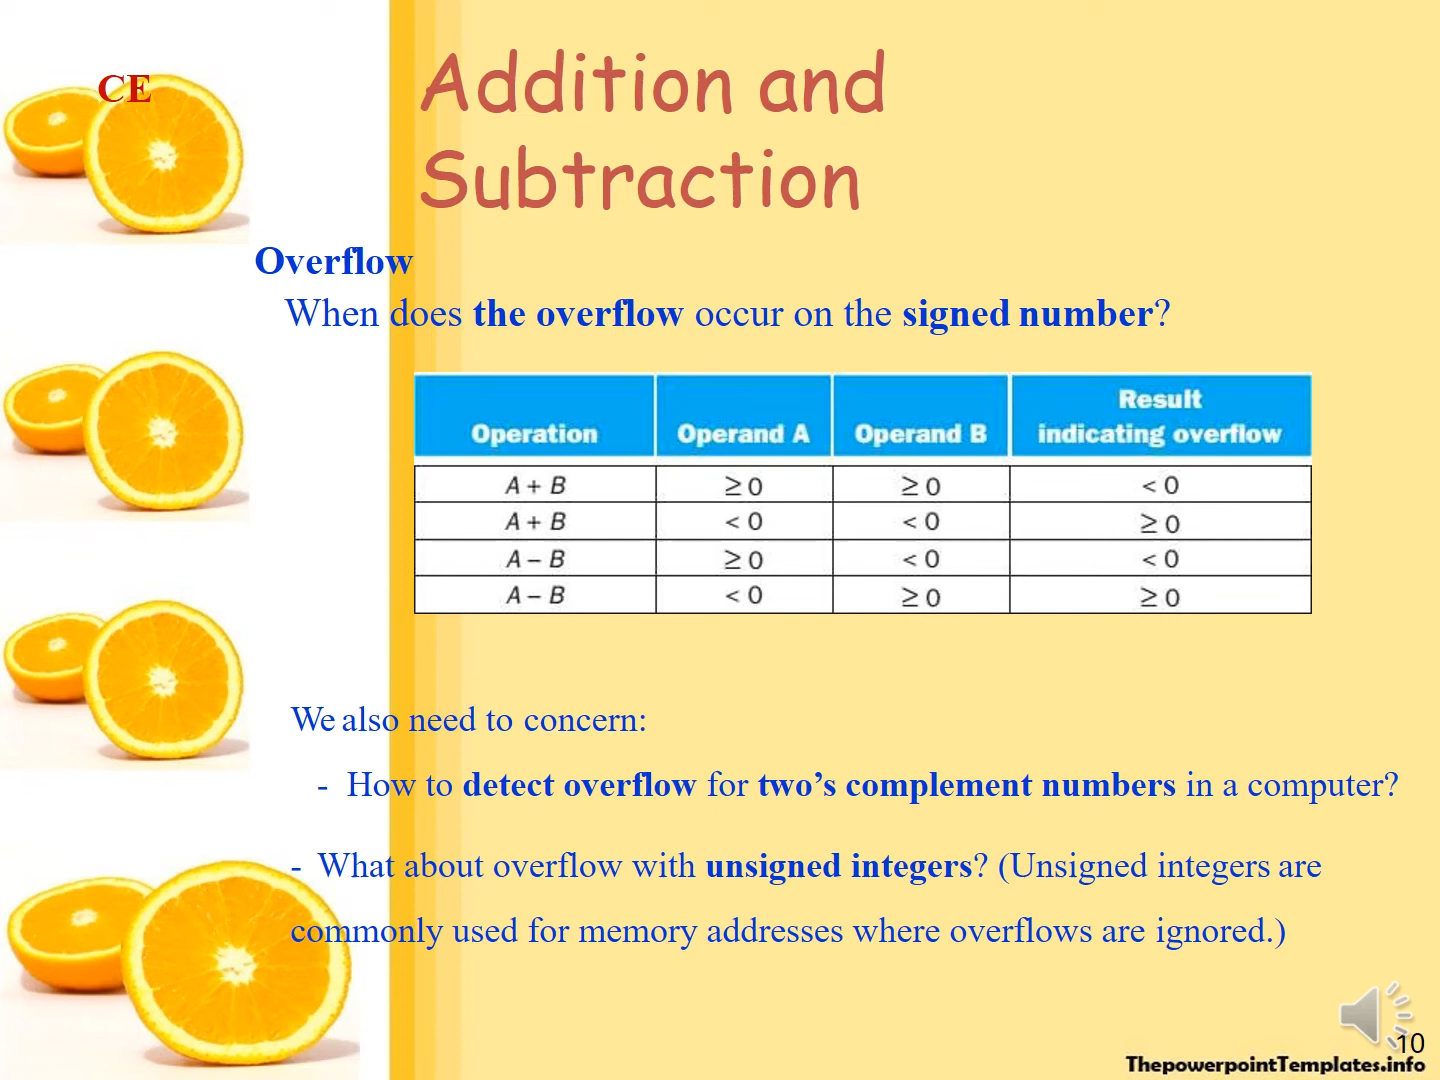 CE
Addition and
Subtraction
Overflow
When does the overflow occur on the signed number?
Operation Operand A Operand B Result indicating overflow
A + B ≥ 0 ≥ 0 < 0
A + B < 0 < 0 ≥ 0
A – B ≥ 0 < 0 < 0
A – B < 0 ≥ 0 ≥ 0
We also need to concern:
- How to detect overflow for two’s complement numbers in a computer?
- What about overflow with unsigned integers? (Unsigned integers are
commonly used for memory addresses where overflows are ignored.)
10
ThepowerpointTemplates.info